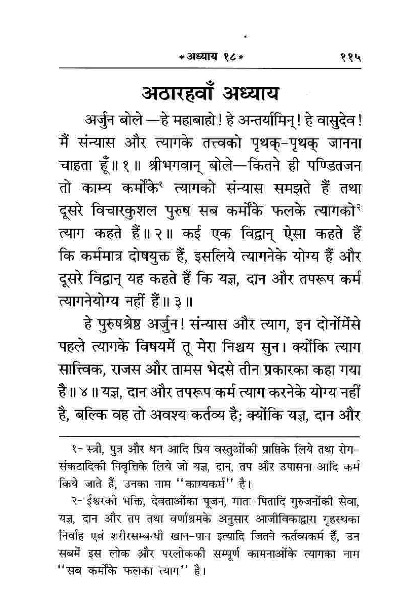 * अध्याय १८ * ११५
अठारहवाँ अध्याय
अर्जुन बोले—हे महाबाहो! हे अन्तर्यामिन्! हे वासुदेव!
मैं संन्यास और त्यागके तत्त्वको पृथक्-पृथक् जानना
चाहता हूँ॥१॥ श्रीभगवान् बोले—कितने ही पण्डितजन
तो काम्य कर्मोंके१ त्यागको संन्यास समझते हैं तथा
दूसरे विचारकुशल पुरुष सब कर्मोंके फलके त्यागको२
त्याग कहते हैं॥२॥ कई एक विद्वान् ऐसा कहते हैं
कि कर्ममात्र दोषयुक्त हैं, इसलिये त्यागनेके योग्य हैं और
दूसरे विद्वान् यह कहते हैं कि यज्ञ, दान और तपरूप कर्म
त्यागनेयोग्य नहीं हैं॥३॥
हे पुरुषश्रेष्ठ अर्जुन! संन्यास और त्याग, इन दोनोंमेंसे
पहले त्यागके विषयमें तू मेरा निश्चय सुन। क्योंकि त्याग
सात्त्विक, राजस और तामस भेदसे तीन प्रकारका कहा गया
है॥४॥ यज्ञ, दान और तपरूप कर्म त्याग करनेके योग्य नहीं
है, बल्कि वह तो अवश्य कर्तव्य है; क्योंकि यज्ञ, दान और
१- स्त्री, पुत्र और धन आदि प्रिय वस्तुओंकी प्राप्तिके लिये तथा रोग-
संकटादिकी निवृत्तिके लिये जो यज्ञ, दान, तप और उपासना आदि कर्म
किये जाते हैं, उनका नाम "काम्यकर्म" है।
२- ईश्वरकी भक्ति, देवताओंका पूजन, माता-पितादि गुरुजनोंकी सेवा,
यज्ञ, दान और तप तथा वर्णाश्रमके अनुसार आजीविकाद्वारा गृहस्थका
निर्वाह एवं शरीरसम्बन्धी खान-पान इत्यादि जितने कर्तव्यकर्म हैं, उन
सबमें इस लोक और परलोककी सम्पूर्ण कामनाओंके त्यागका नाम
"सब कर्मोंके फलका त्याग" है।